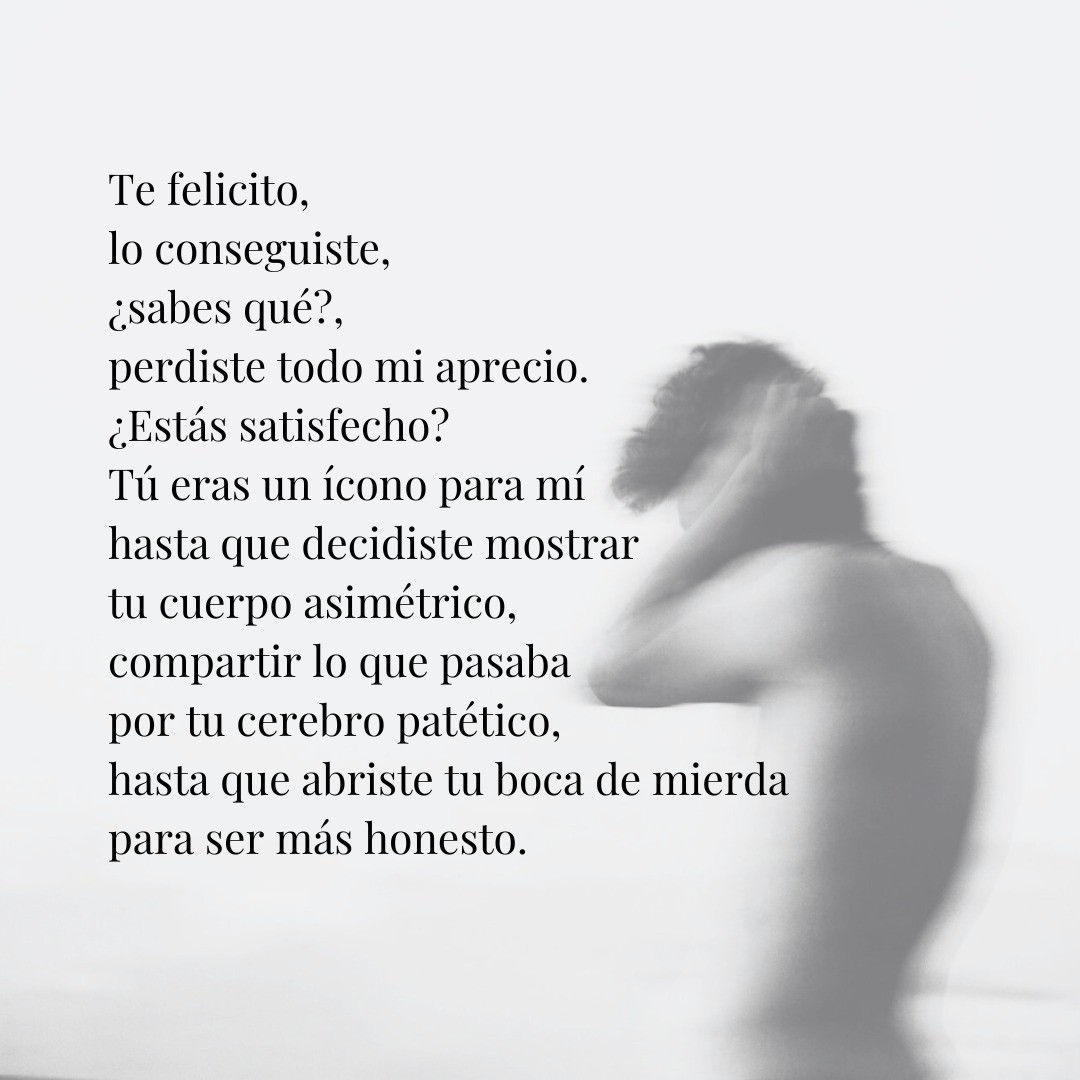 Te felicito,
lo conseguiste,
¿sabes qué?,
perdiste todo mi aprecio.
¿Estás satisfecho?
Tú eras un ícono para mí
hasta que decidiste mostrar
tu cuerpo asimétrico,
compartir lo que pasaba
por tu cerebro patético,
hasta que abriste tu boca de mierda
para ser más honesto.